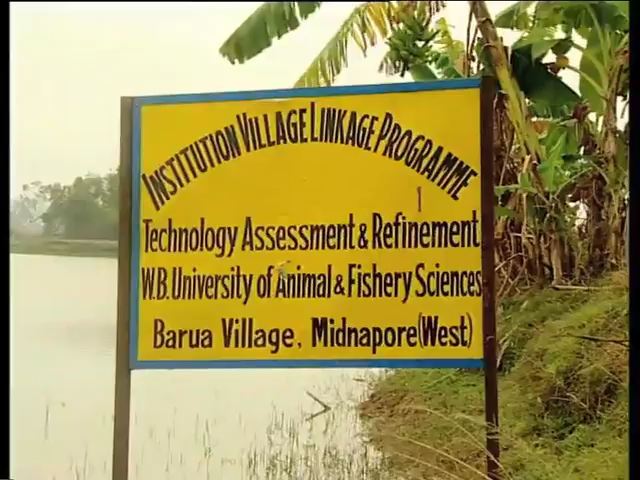 INSTITUTION VILLAGE LINKAGE PROGRAMME
Technology Assessment & Refinement
W.B. University of Animal & Fishery Sciences
Barua Village, Midnapore (West)